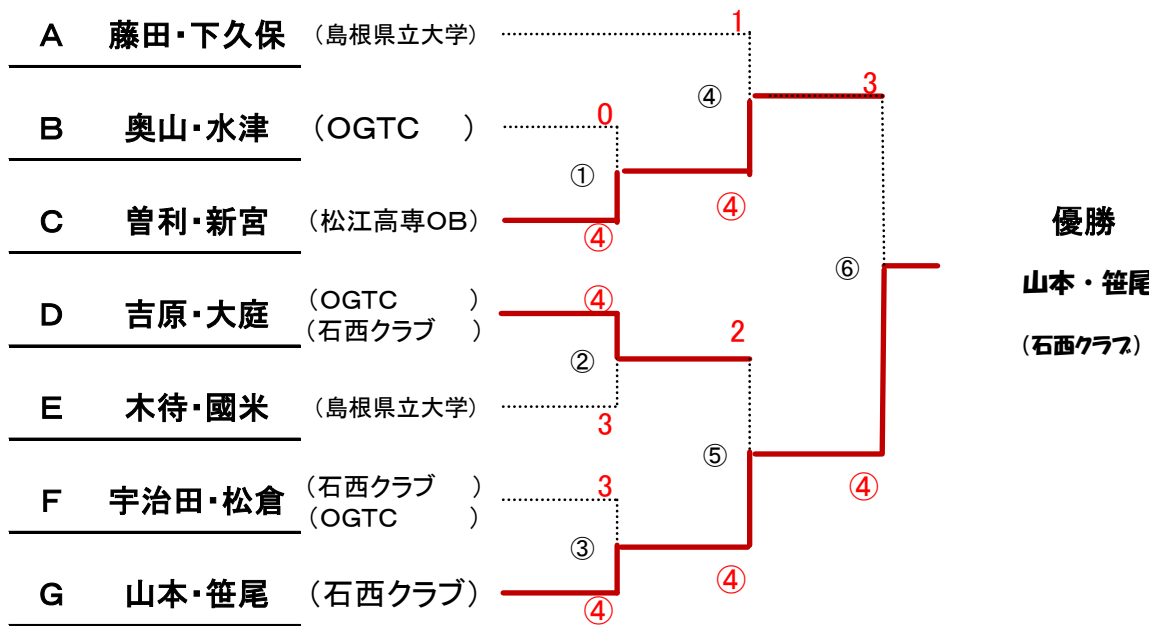 A 藤田・下久保 (島根県立大学) 1
④ 3
B 奥山・水津 (OGTC ) 0
①
C 曽利・新宮 (松江高専OB) ④ ④
優勝
⑥
山本・笹尾
(石西クラブ)
D 吉原・大庭 (OGTC ) ④
(石西クラブ ) 2
②
E 木待・國米 (島根県立大学) 3
⑤
F 宇治田・松倉 (石西クラブ ) 3 ④
(OGTC )
③
G 山本・笹尾 (石西クラブ) ④ ④